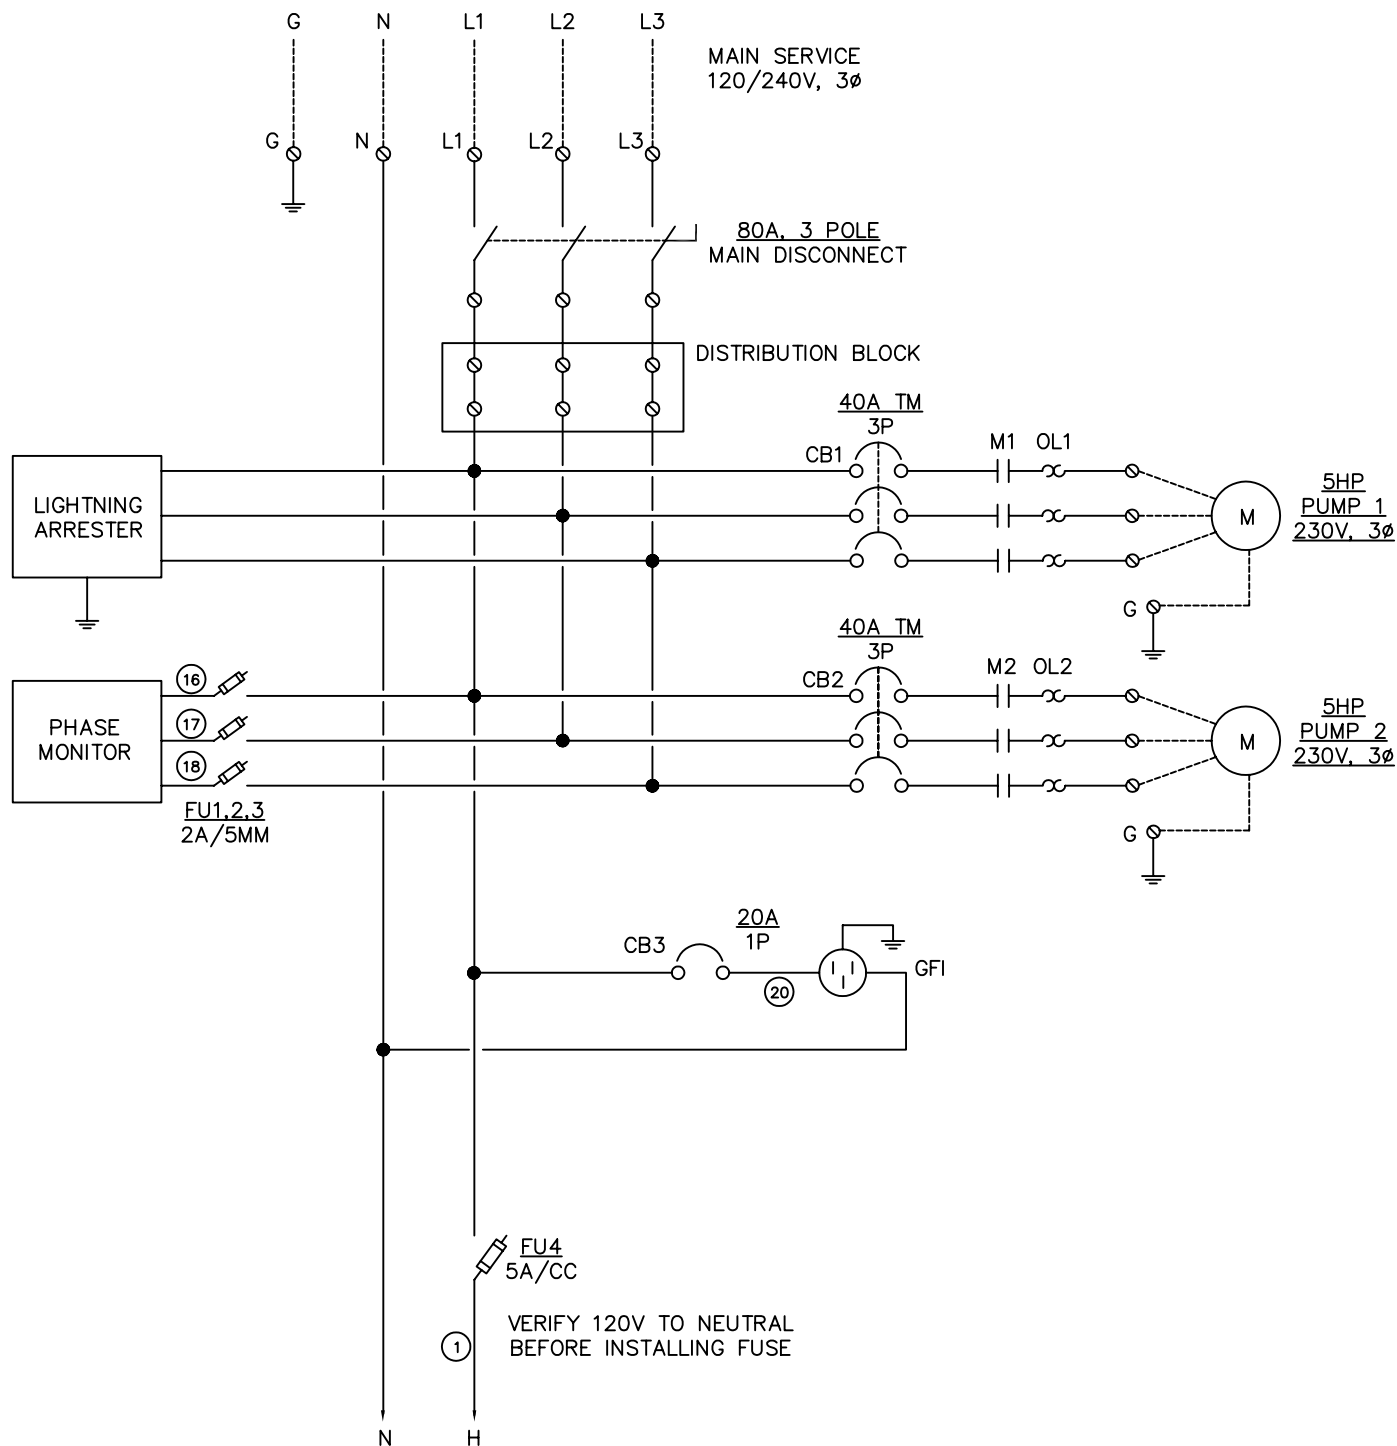 G N L1 L2 L3
MAIN SERVICE
120/240V, 3ø
G N L1 L2 L3
80A, 3 POLE
MAIN DISCONNECT
DISTRIBUTION BLOCK
40A TM
3P
CB1 M1 OL1
LIGHTNING
ARRESTER
M
5HP
PUMP 1
230V, 3ø
G
40A TM
3P
CB2 M2 OL2
PHASE
MONITOR
16
17
18
FU1,2,3
2A/5MM
M
5HP
PUMP 2
230V, 3ø
G
20A
1P
CB3
20
GFI
FU4
5A/CC
VERIFY 120V TO NEUTRAL
BEFORE INSTALLING FUSE
1
N H